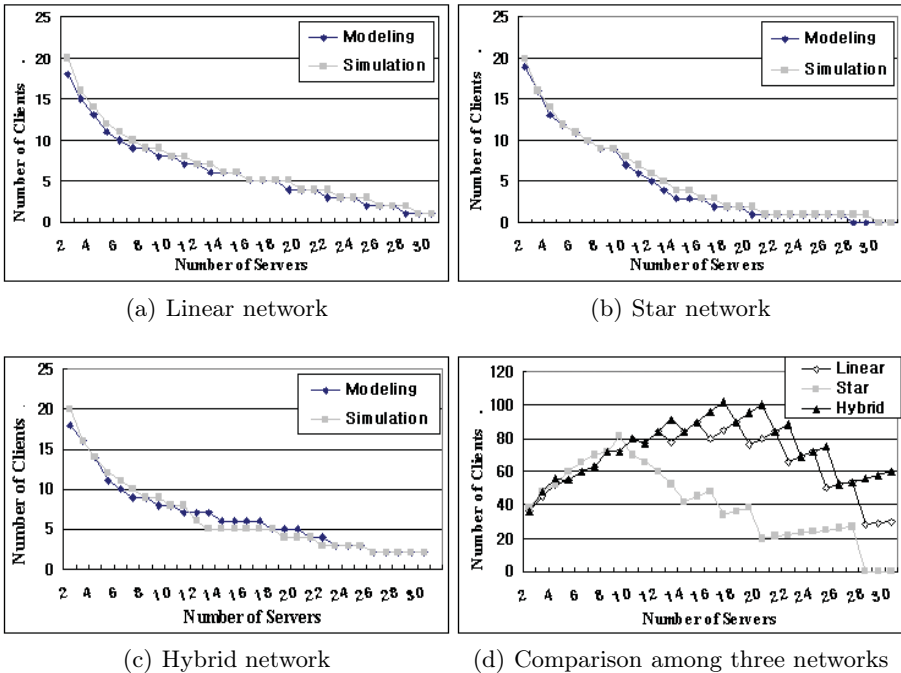 25
20
15
10
5
0
Number of Clients
Modeling
Simulation
2 4 6 8 10 12 14 16 18 20 22 24 26 28 30
Number of Servers
(a) Linear network
25
20
15
10
5
0
Number of Clients
Modeling
Simulation
2 4 6 8 10 12 14 16 18 20 22 24 26 28 30
Number of Servers
(b) Star network
25
20
15
10
5
0
Number of Clients
Modeling
Simulation
2 4 6 8 10 12 14 16 18 20 22 24 26 28 30
Number of Servers
(c) Hybrid network
120
100
80
60
40
20
0
Number of Clients
Linear
Star
Hybrid
2 4 6 8 10 12 14 16 18 20 22 24 26 28 30
Number of Servers
(d) Comparison among three networks